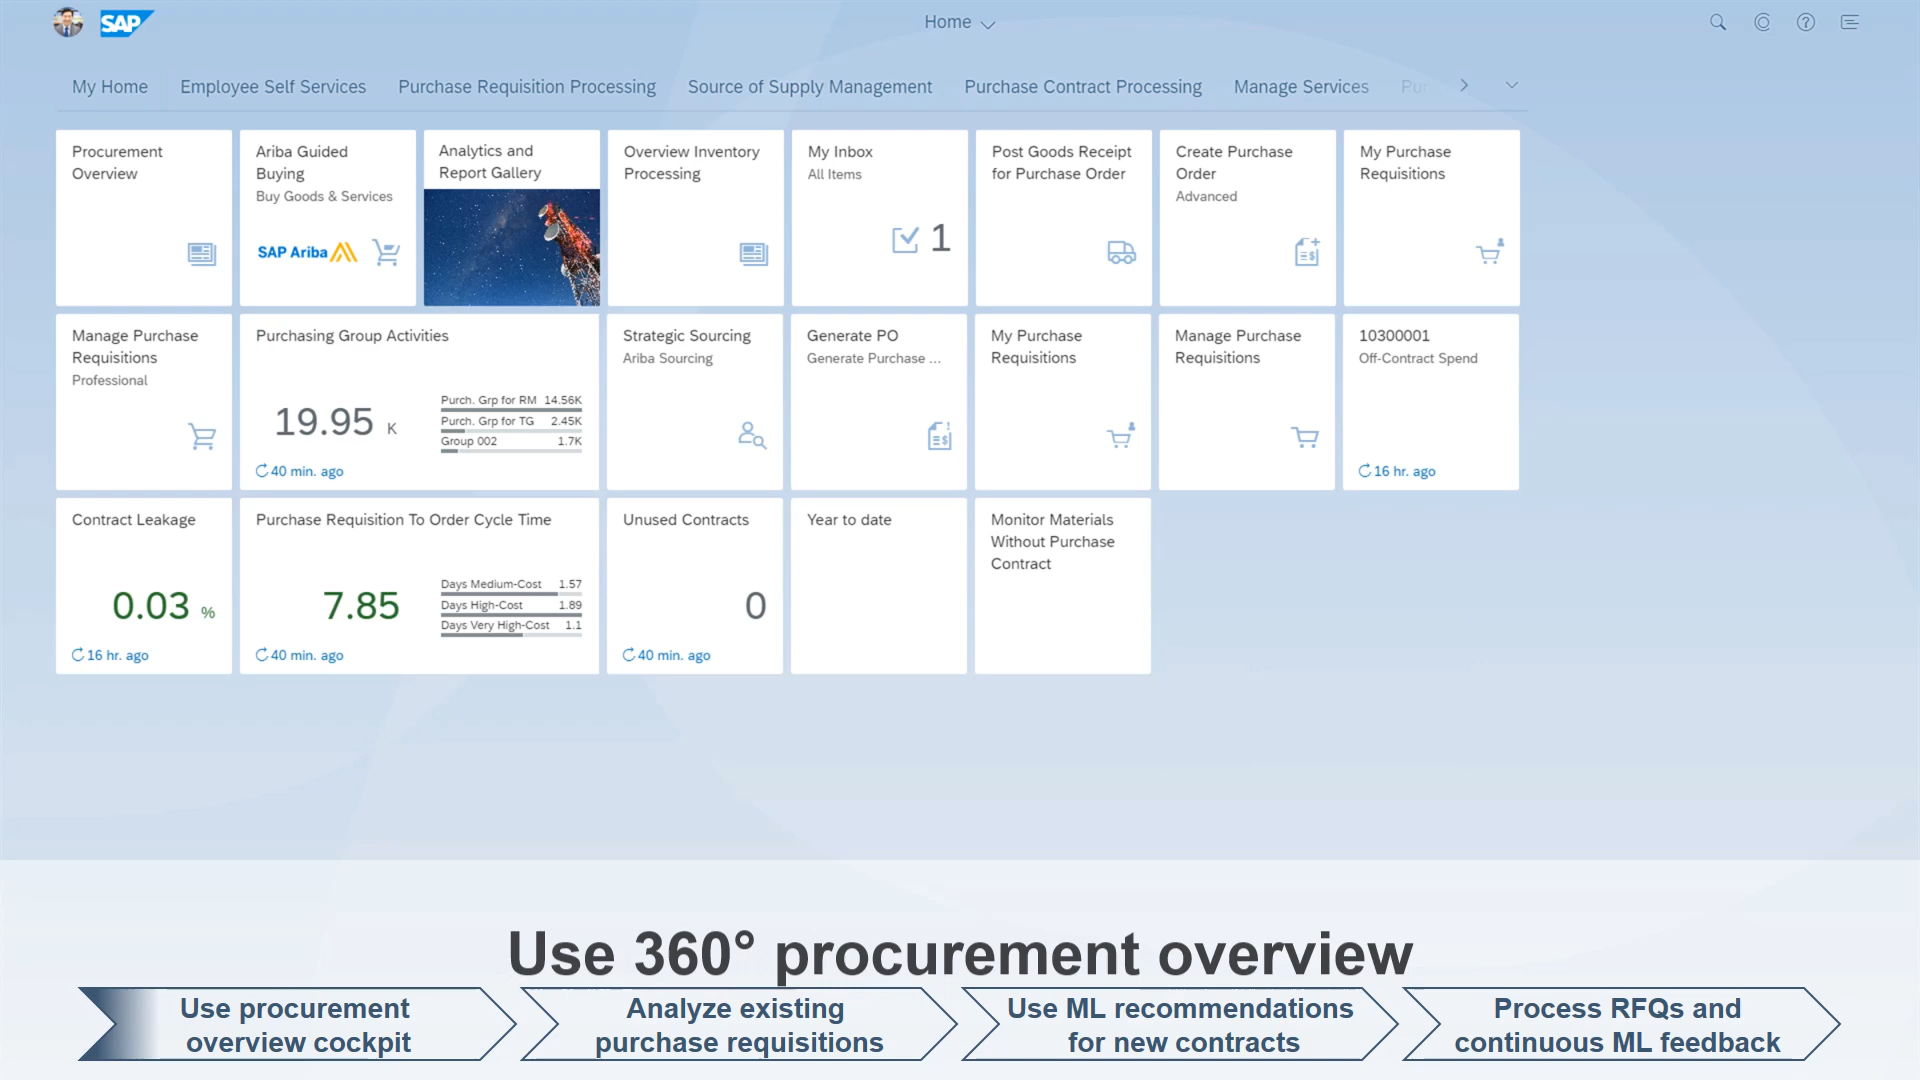 SAP
Home
My Home
Employee Self Services
Purchase Requisition Processing
Source of Supply Management
Purchase Contract Processing
Manage Services
Pur
Procurement
Overview
Ariba Guided
Buying
Buy Goods & Services
SAP Ariba
Analytics and
Report Gallery
Overview Inventory
Processing
My Inbox
All Items
1
Post Goods Receipt
for Purchase Order
Create Purchase
Order
Advanced
My Purchase
Requisitions
Manage Purchase
Requisitions
Professional
Purchasing Group Activities
19.95 K
Purch. Grp for RM 14.56K
Purch. Grp for TG 2.45K
Group 002 1.7K
40 min. ago
Strategic Sourcing
Ariba Sourcing
Generate PO
Generate Purchase ...
My Purchase
Requisitions
Manage Purchase
Requisitions
10300001
Off-Contract Spend
16 hr. ago
Contract Leakage
0.03 %
16 hr. ago
Purchase Requisition To Order Cycle Time
7.85
Days Medium-Cost 1.57
Days High-Cost 1.89
Days Very High-Cost 1.1
40 min. ago
Unused Contracts
0
40 min. ago
Year to date
Monitor Materials
Without Purchase
Contract
Use 360° procurement overview
Use procurement
overview cockpit
Analyze existing
purchase requisitions
Use ML recommendations
for new contracts
Process RFQs and
continuous ML feedback